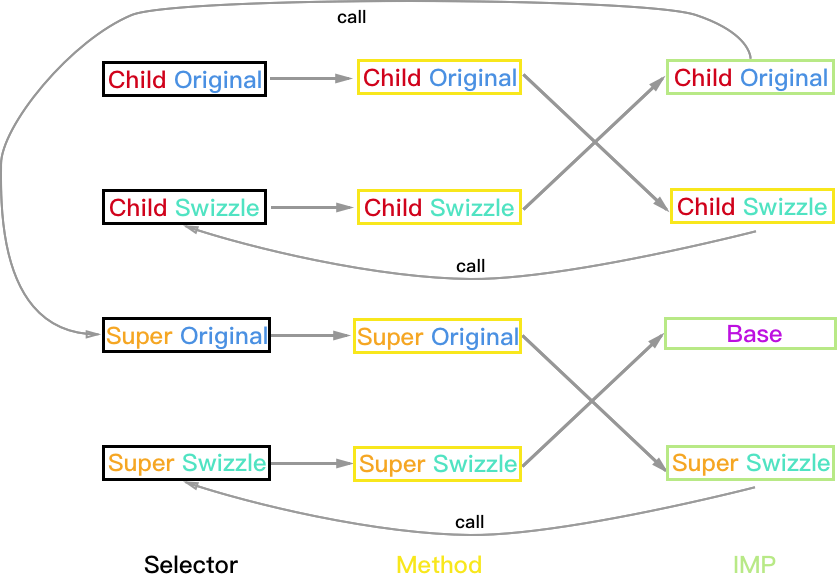 call
Child Original
Child Original
Child Original
Child Swizzle
Child Swizzle
Child Swizzle
call
Super Original
Super Original
Base
Super Swizzle
Super Swizzle
Super Swizzle
call
Selector
Method
IMP